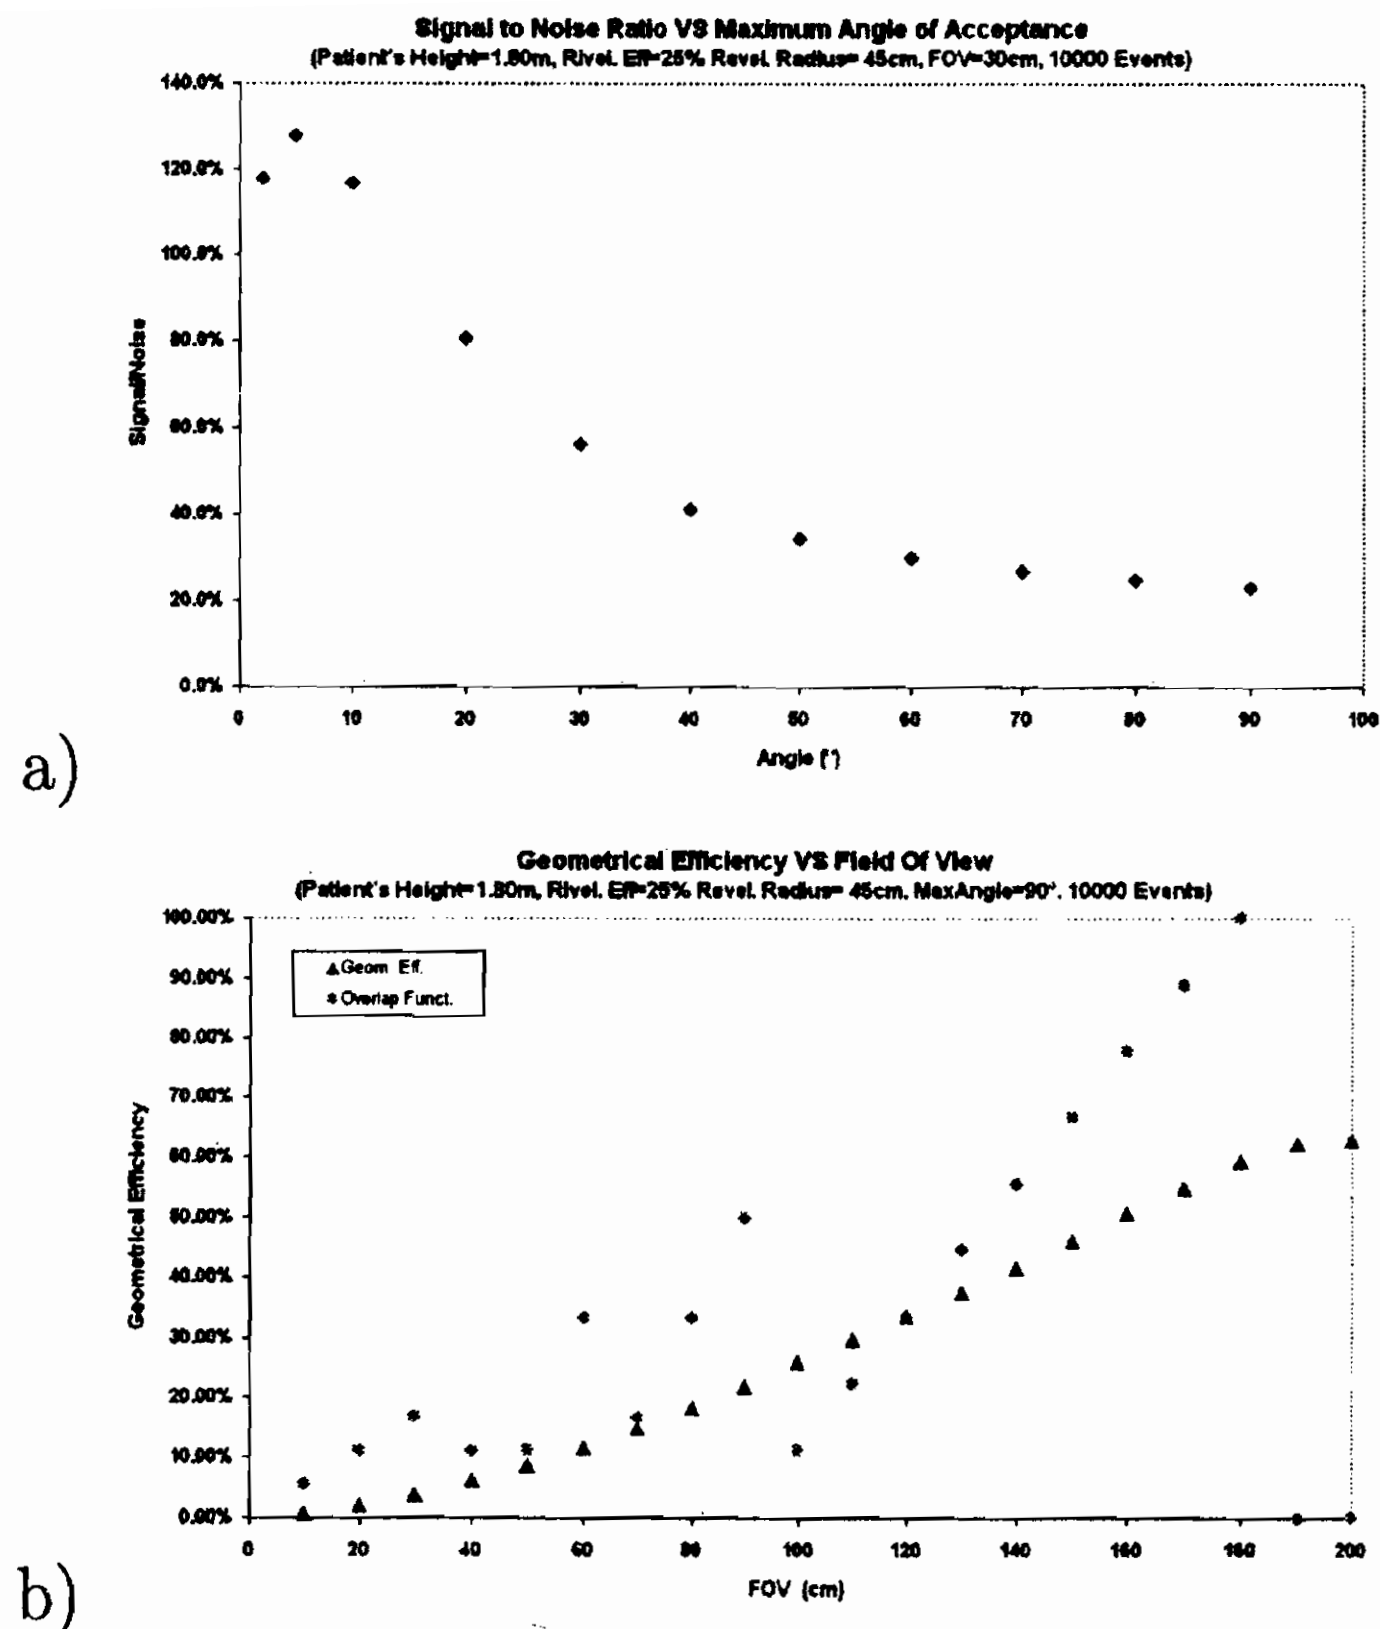 Signal to Noise Ratio VS Maximum Angle of Acceptance
(Patient's Height=1.80m, Rivel. Eff=25% Revel. Radius= 45cm, FOV=30cm, 10000 Events)
140.0%
120.0%
100.0%
80.0%
60.0%
40.0%
20.0%
0.0%
Signal/Noise
0 10 20 30 40 50 60 70 80 90 100
Angle (°)
a)
Geometrical Efficiency VS Field Of View
(Patient's Height=1.80m, Rivel. Eff=25% Revel. Radius= 45cm. MaxAngle=90°. 10000 Events)
100.00%
90.00%
80.00%
70.00%
60.00%
50.00%
40.00%
30.00%
20.00%
10.00%
0.00%
Geom Eff.
Overlap Funct.
Geometrical Efficiency
0 20 40 60 80 100 120 140 160 180 200
FOV (cm)
b)